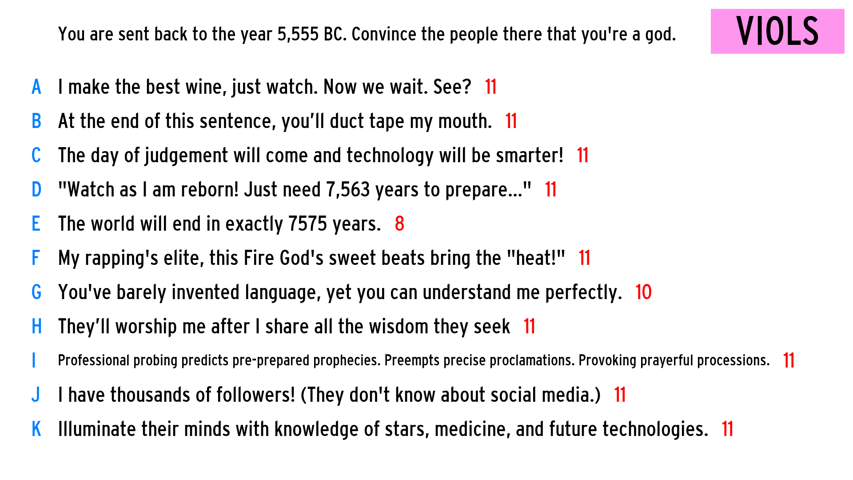 You are sent back to the year 5,555 BC. Convince the people there that you're a god.
VIOLS
A I make the best wine, just watch. Now we wait. See? 11
B At the end of this sentence, you’ll duct tape my mouth. 11
C The day of judgement will come and technology will be smarter! 11
D "Watch as I am reborn! Just need 7,563 years to prepare..." 11
E The world will end in exactly 7575 years. 8
F My rapping's elite, this Fire God's sweet beats bring the "heat!" 11
G You've barely invented language, yet you can understand me perfectly. 10
H They’ll worship me after I share all the wisdom they seek 11
I Professional probing predicts pre-prepared prophecies. Preempts precise proclamations. Provoking prayerful processions. 11
J I have thousands of followers! (They don't know about social media.) 11
K Illuminate their minds with knowledge of stars, medicine, and future technologies. 11